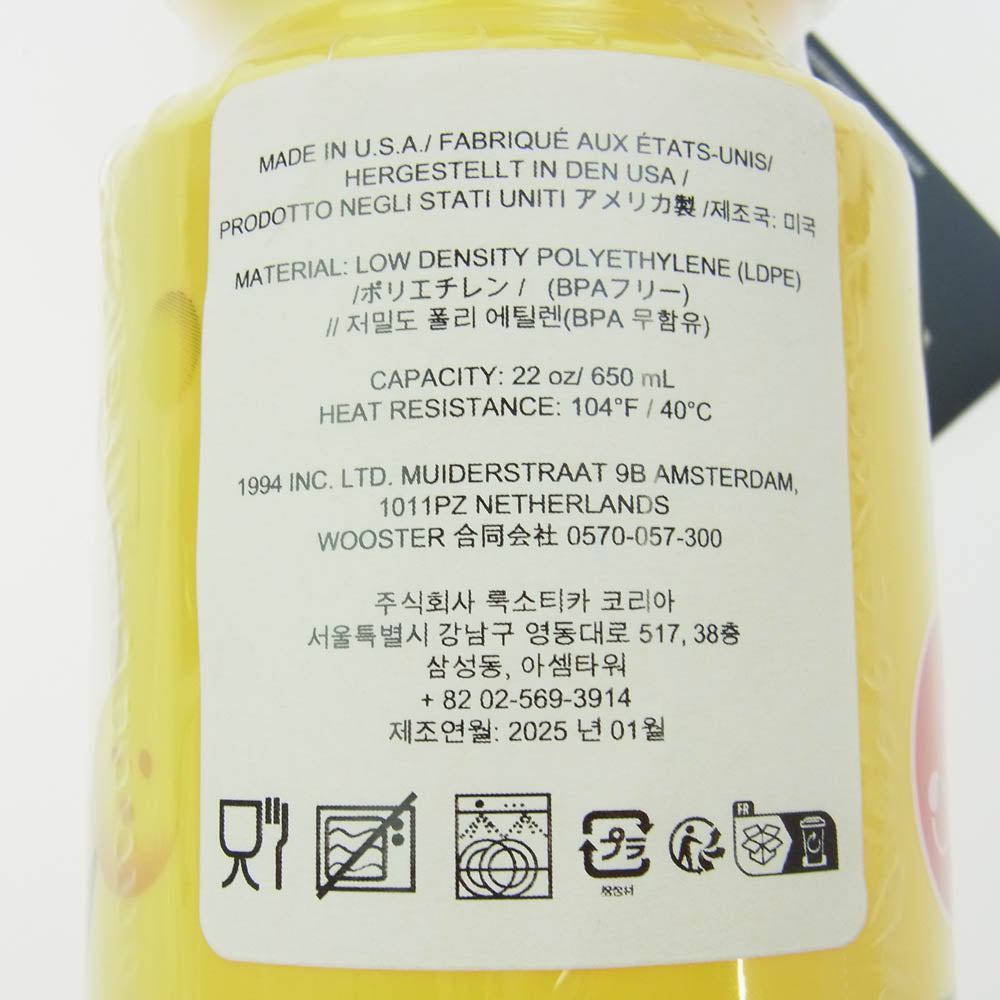 MADE IN U.S.A./ FABRIQUÉ AUX ÉTATS-UNIS/
HERGESTELLT IN DEN USA /
PRODOTTO NEGLI STATI UNITI アメリカ製 /제조국: 미국
MATERIAL: LOW DENSITY POLYETHYLENE (LDPE)
/ポリエチレン / (BPAフリー)
// 저밀도 폴리 에틸렌(BPA 무함유)
CAPACITY: 22 oz/ 650 mL
HEAT RESISTANCE: 104°F / 40°C
1994 INC. LTD. MUIDERSTRAAT 9B AMSTERDAM,
1011PZ NETHERLANDS
WOOSTER 合同会社 0570-057-300
주식회사 룩소티카 코리아
서울특별시 강남구 영동대로 517, 38층
삼성동, 아셈타워
+ 82 02-569-3914
제조연월: 2025 년 01월
プラ
FR